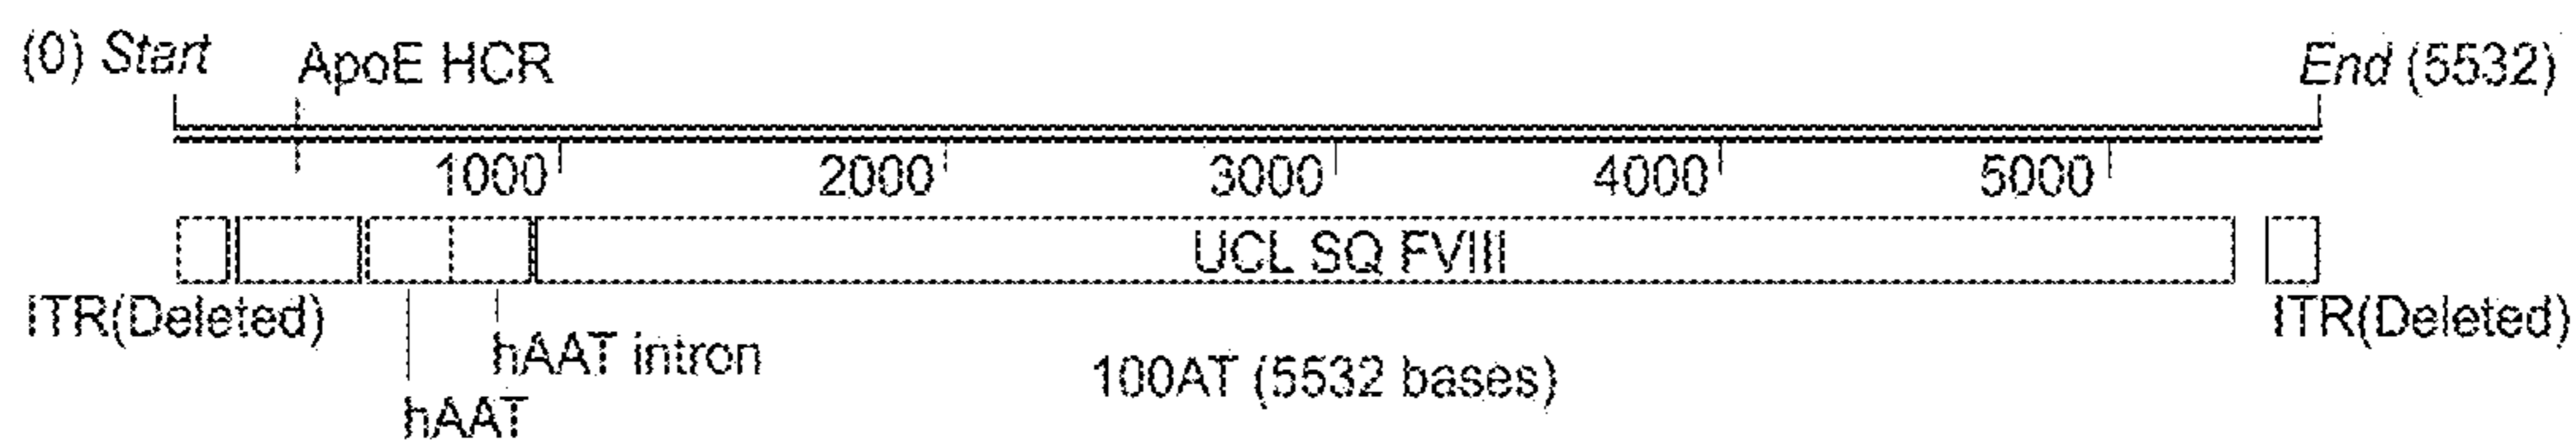 (0) Start ApoE HCR End (5532)
1000 2000 3000 4000 5000
UCL SQ FVIII
ITR(Deleted) ITR(Deleted)
hAAT intron
100AT (5532 bases)
hAAT